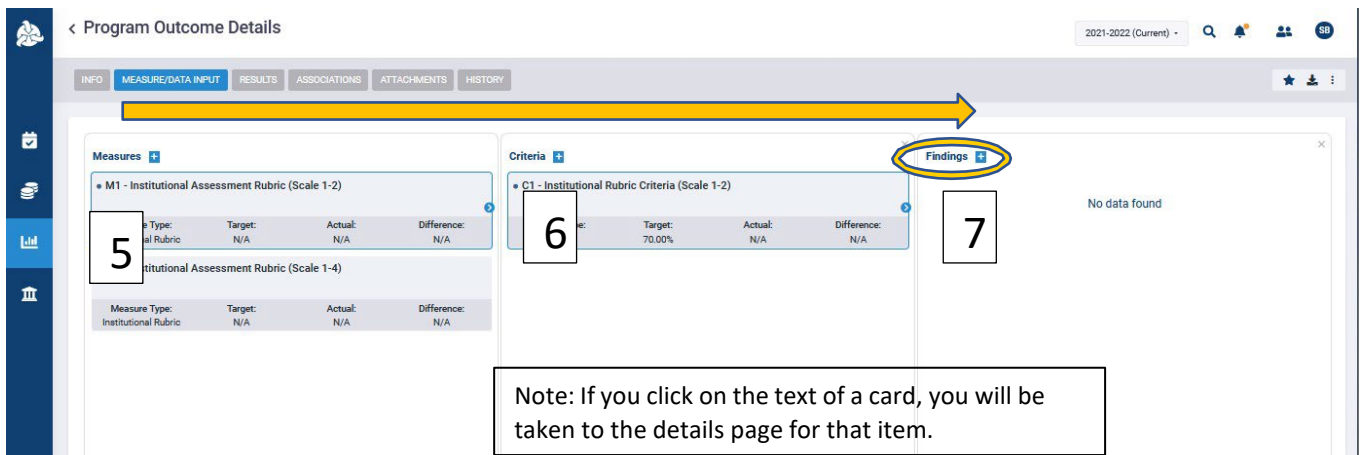 < Program Outcome Details
2021-2022 (Current)
SB
INFO MEASURE/DATA INPUT RESULTS ASSOCIATIONS ATTACHMENTS HISTORY
Measures
M1 - Institutional Assessment Rubric (Scale 1-2)
Type: Target: Actual: Difference:
Rubric N/A N/A N/A
5
Institutional Assessment Rubric (Scale 1-4)
Measure Type: Target: Actual: Difference:
Institutional Rubric N/A N/A N/A
Criteria
C1 - Institutional Rubric Criteria (Scale 1-2)
Target: Actual: Difference:
70.00% N/A N/A
6
Findings
No data found
7
Note: If you click on the text of a card, you will be
taken to the details page for that item.